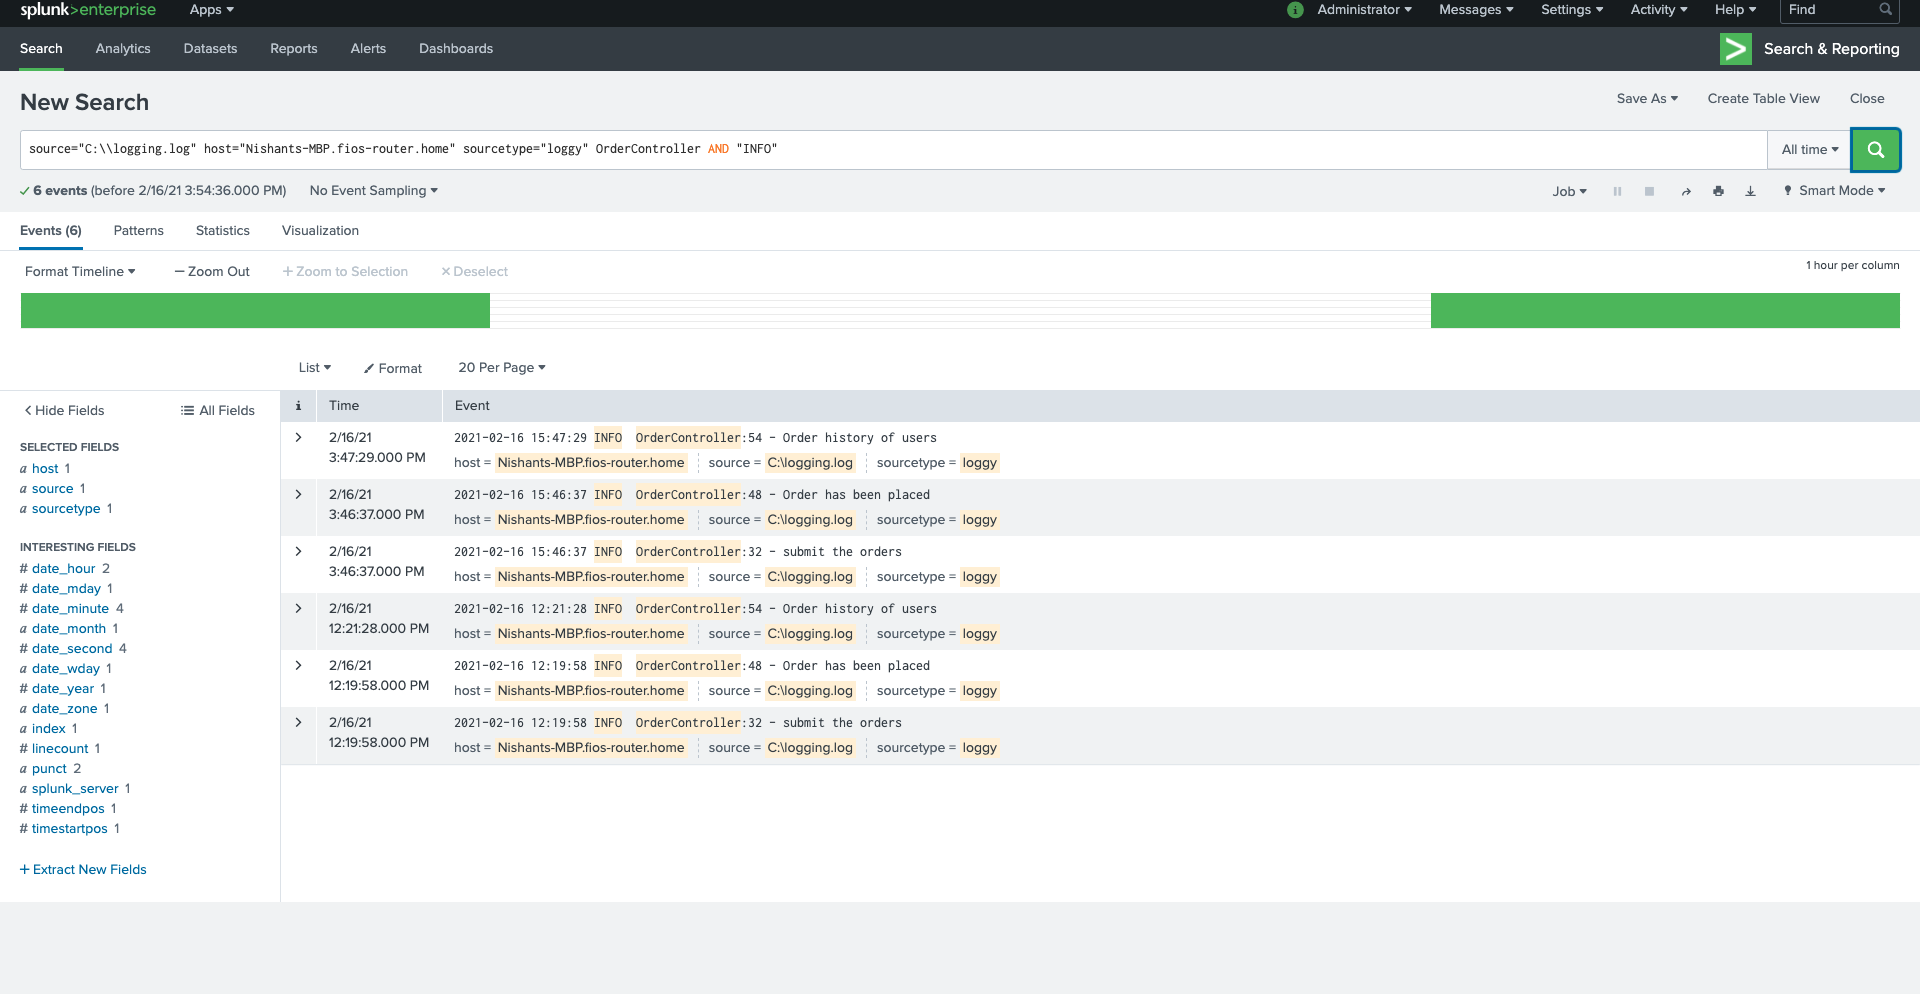 splunk>enterprise Apps Administrator Messages Settings Activity Help Find
Search Analytics Datasets Reports Alerts Dashboards Search & Reporting
New Search Save As Create Table View Close
source="C:\\logging.log" host="Nishants-MBP.fios-router.home" sourcetype="loggy" OrderController AND "INFO" All time
6 events (before 2/16/21 3:54:36.000 PM) No Event Sampling Job Smart Mode
Events (6) Patterns Statistics Visualization
Format Timeline — Zoom Out + Zoom to Selection × Deselect 1 hour per column
List Format 20 Per Page
< Hide Fields All Fields
i Time Event
SELECTED FIELDS
a host 1
a source 1
a sourcetype 1
INTERESTING FIELDS
# date_hour 2
# date_mday 1
# date_minute 4
a date_month 1
# date_second 4
a date_wday 1
# date_year 1
a date_zone 1
a index 1
# linecount 1
a punct 2
a splunk_server 1
# timeendpos 1
# timestartpos 1
+ Extract New Fields
2/16/21 2021-02-16 15:47:29 INFO OrderController:54 - Order history of users
3:47:29.000 PM host = Nishants-MBP.fios-router.home source = C:\logging.log sourcetype = loggy
2/16/21 2021-02-16 15:46:37 INFO OrderController:48 - Order has been placed
3:46:37.000 PM host = Nishants-MBP.fios-router.home source = C:\logging.log sourcetype = loggy
2/16/21 2021-02-16 15:46:37 INFO OrderController:32 - submit the orders
3:46:37.000 PM host = Nishants-MBP.fios-router.home source = C:\logging.log sourcetype = loggy
2/16/21 2021-02-16 12:21:28 INFO OrderController:54 - Order history of users
12:21:28.000 PM host = Nishants-MBP.fios-router.home source = C:\logging.log sourcetype = loggy
2/16/21 2021-02-16 12:19:58 INFO OrderController:48 - Order has been placed
12:19:58.000 PM host = Nishants-MBP.fios-router.home source = C:\logging.log sourcetype = loggy
2/16/21 2021-02-16 12:19:58 INFO OrderController:32 - submit the orders
12:19:58.000 PM host = Nishants-MBP.fios-router.home source = C:\logging.log sourcetype = loggy